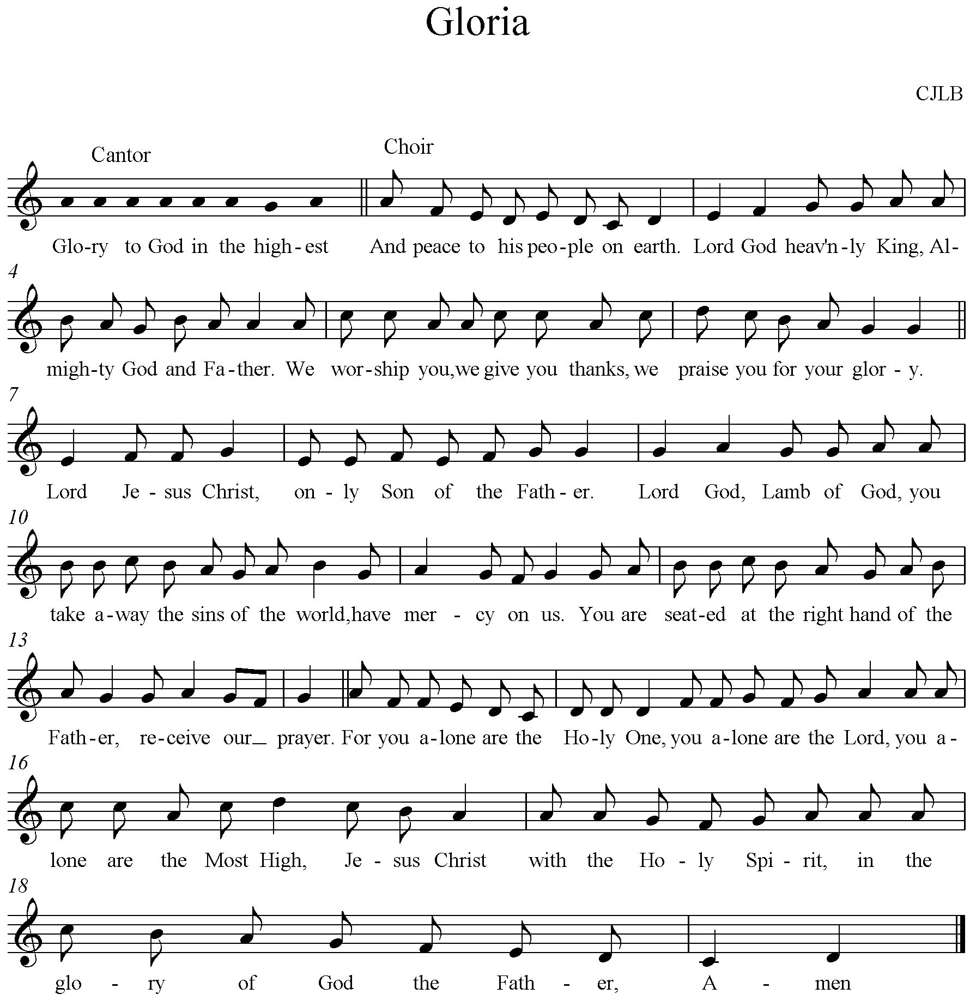 Gloria
CJLB
Cantor
Choir
Glo-ry to God in the high-est And peace to his peo-ple on earth. Lord God heav'n-ly King, Al-
4
migh-ty God and Fa-ther. We wor-ship you, we give you thanks, we praise you for your glor-y.
7
Lord Je-sus Christ, on-ly Son of the Fath-er. Lord God, Lamb of God, you
10
take a-way the sins of the world, have mer-cy on us. You are seat-ed at the right hand of the
13
Fath-er, re-ceive our_ prayer. For you a-lone are the Ho-ly One, you a-lone are the Lord, you a-
16
lone are the Most High, Je-sus Christ with the Ho-ly Spi-rit, in the
18
glo-ry of God the Fath-er, A-men